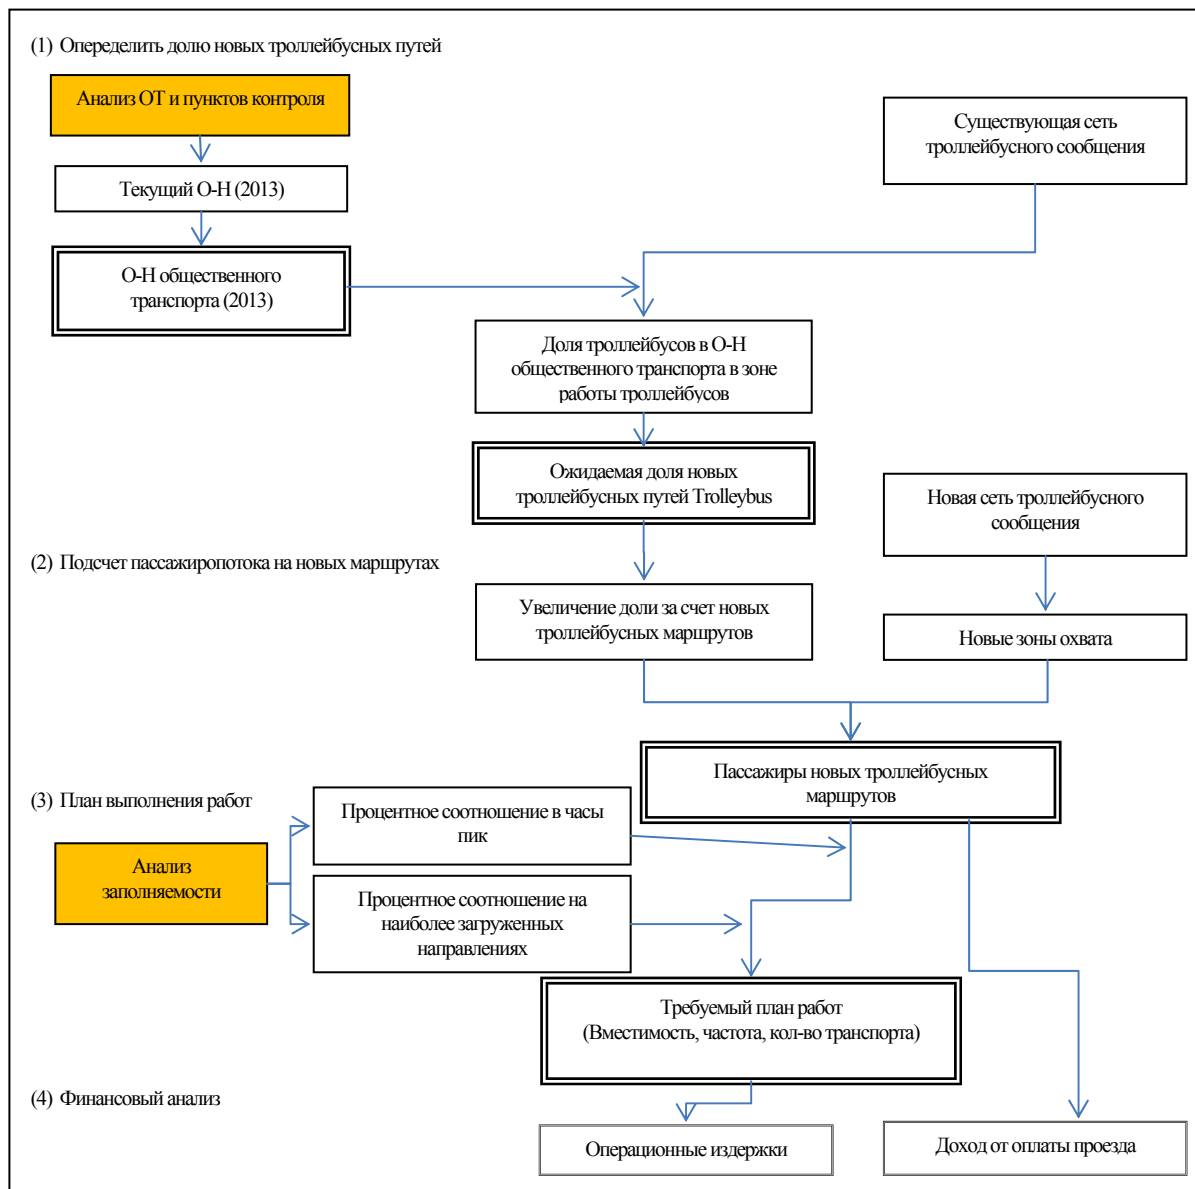 (1) Опеределить долю новых троллейбусных путей
Анализ ОТ и пунктов контроля
Существующая сеть
троллейбусного сообщения
Текущий О-Н (2013)
О-Н общественного
транспорта (2013)
Доля троллейбусов в О-Н
общественного транспорта в зоне
работы троллейбусов
Ожидаемая доля новых
троллейбусных путей Trolleybus
Новая сеть троллейбусного
сообщения
(2) Подсчет пассажиропотока на новых маршрутах
Увеличение доли за счет новых
троллейбусных маршрутов
Новые зоны охвата
Пассажиры новых троллейбусных
маршрутов
(3) План выполнения работ
Процентное соотношение в часы
пик
Анализ
заполняемости
Процентное соотношение на
наиболее загруженных
направлениях
Требуемый план работ
(Вместимость, частота, кол-во транспорта)
(4) Финансовый анализ
Операционные издержки
Доход от оплаты проезда